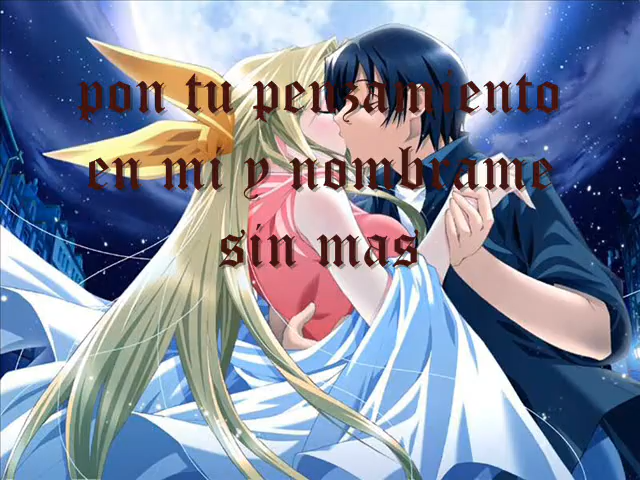 pon tu pensamiento
en mi y nombrame
sin mas